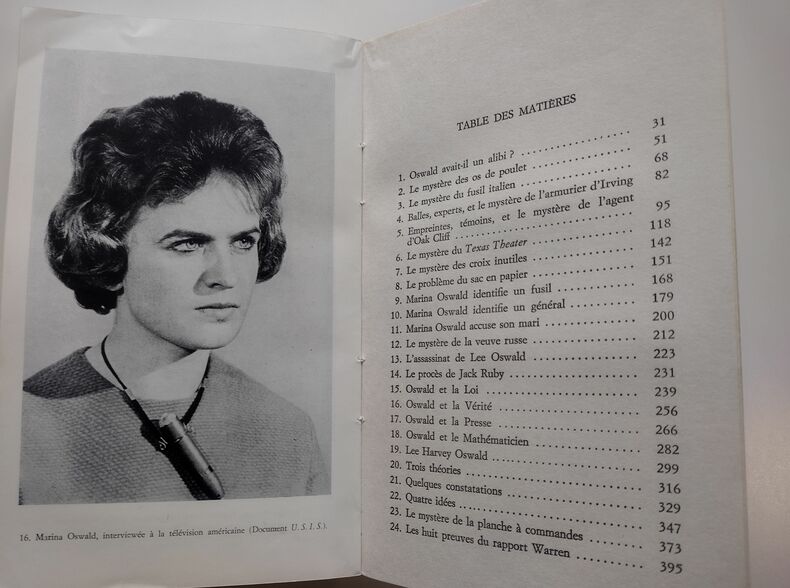 16. Marina Oswald, interviewée à la télévision américaine (Document U.S.I.S.).
TABLE DES MATIÈRES
1. Oswald avait-il un alibi ? . . . . . . . . . . . . . . . . . 31
2. Le mystère des os de poulet . . . . . . . . . . . . . . . 51
3. Le mystère du fusil italien . . . . . . . . . . . . . . . . 68
4. Balles, experts, et le mystère de l'armurier d'Irving 82
5. Empreintes, témoins, et le mystère de l'agent
d'Oak Cliff . . . . . . . . . . . . . . . . . . . . . . . . . 95
6. Le mystère du Texas Theater . . . . . . . . . . . . . . 118
7. Le mystère des croix inutiles . . . . . . . . . . . . . . 142
8. Le problème du sac en papier . . . . . . . . . . . . . . 151
9. Marina Oswald identifie un fusil . . . . . . . . . . . . 168
10. Marina Oswald identifie un général . . . . . . . . . . 179
11. Marina Oswald accuse son mari . . . . . . . . . . . . 200
12. Le mystère de la veuve russe . . . . . . . . . . . . . . 212
13. L'assassinat de Lee Oswald . . . . . . . . . . . . . . . 223
14. Le procès de Jack Ruby . . . . . . . . . . . . . . . . . 231
15. Oswald et la Loi . . . . . . . . . . . . . . . . . . . . . 239
16. Oswald et la Vérité . . . . . . . . . . . . . . . . . . . 256
17. Oswald et la Presse . . . . . . . . . . . . . . . . . . . 266
18. Oswald et le Mathématicien . . . . . . . . . . . . . . 282
19. Lee Harvey Oswald . . . . . . . . . . . . . . . . . . . 299
20. Trois théories . . . . . . . . . . . . . . . . . . . . . . 316
21. Quelques constatations . . . . . . . . . . . . . . . . . 329
22. Quatre idées . . . . . . . . . . . . . . . . . . . . . . . 347
23. Le mystère de la planche à commandes . . . . . . . 373
24. Les huit preuves du rapport Warren . . . . . . . . . 395